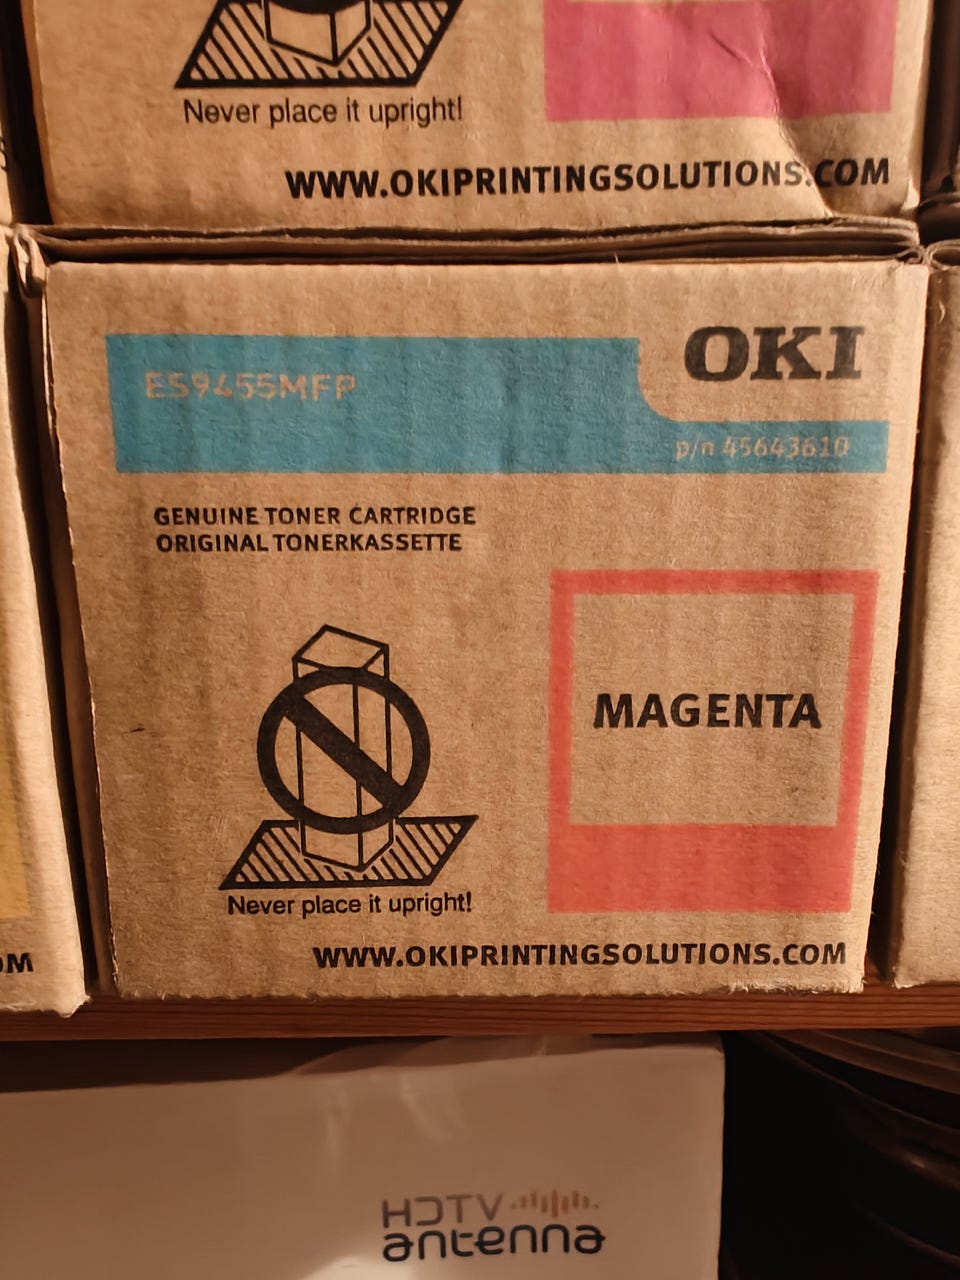 Never place it upright!
WWW.OKIPRINTINGSOLUTIONS.COM
OKI
ES9455MFP
p/n 45643610
GENUINE TONER CARTRIDGE
ORIGINAL TONERKASSETTE
MAGENTA
Never place it upright!
WWW.OKIPRINTINGSOLUTIONS.COM
HDTV
antenna